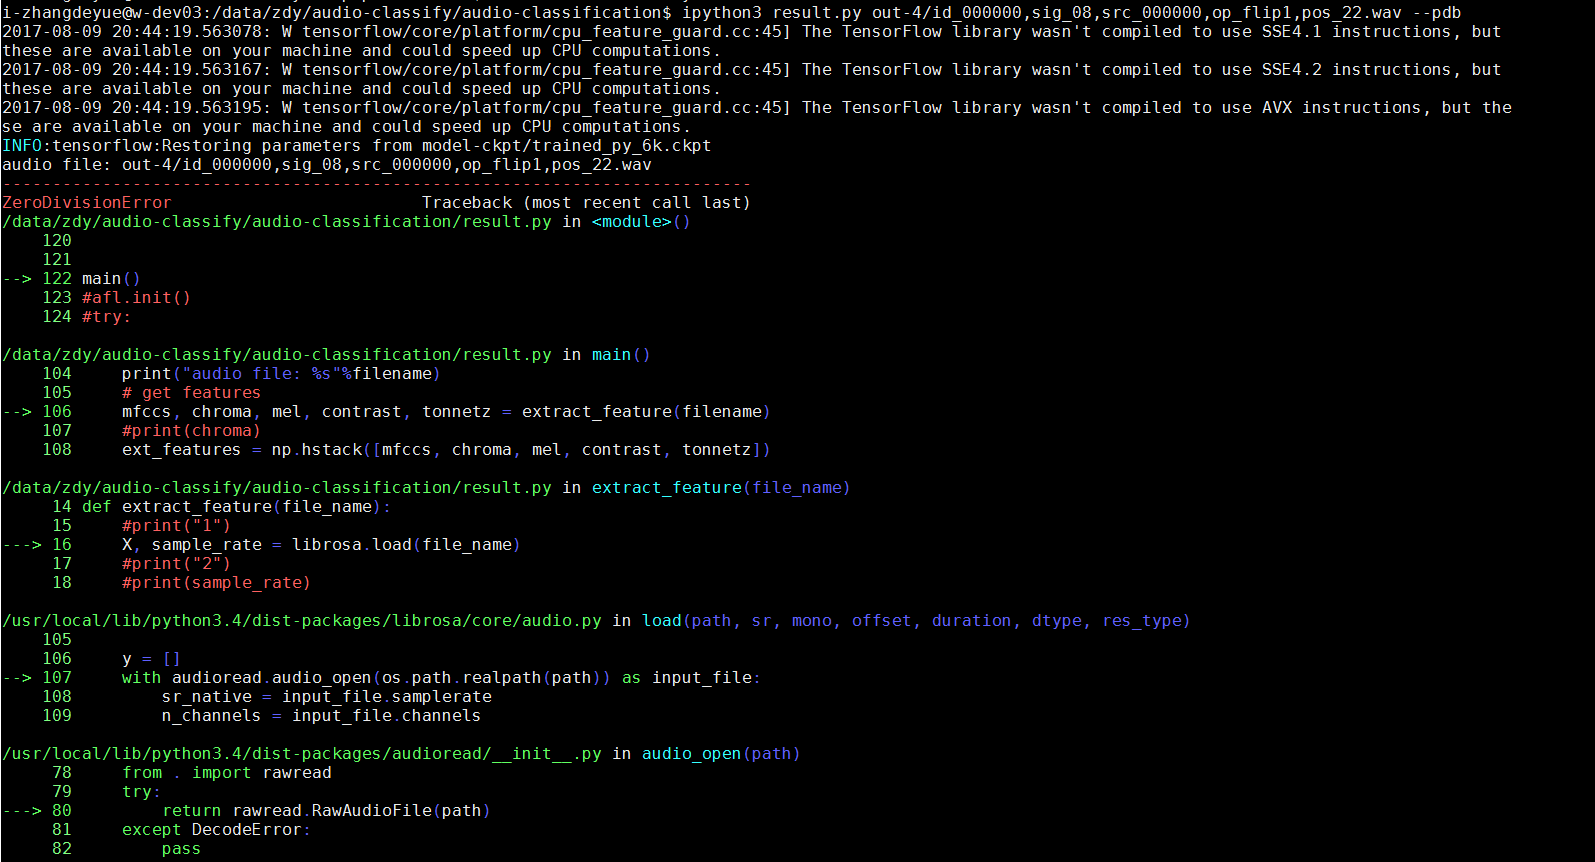 i-zhangdeyue@w-dev03:/data/zdy/audio-classify/audio-classification$ ipython3 result.py out-4/id_000000,sig_08,src_000000,op_flip1,pos_22.wav --pdb
2017-08-09 20:44:19.563078: W tensorflow/core/platform/cpu_feature_guard.cc:45] The TensorFlow library wasn't compiled to use SSE4.1 instructions, but
these are available on your machine and could speed up CPU computations.
2017-08-09 20:44:19.563167: W tensorflow/core/platform/cpu_feature_guard.cc:45] The TensorFlow library wasn't compiled to use SSE4.2 instructions, but
these are available on your machine and could speed up CPU computations.
2017-08-09 20:44:19.563195: W tensorflow/core/platform/cpu_feature_guard.cc:45] The TensorFlow library wasn't compiled to use AVX instructions, but the
se are available on your machine and could speed up CPU computations.
INFO:tensorflow:Restoring parameters from model-ckpt/trained_py_6k.ckpt
audio file: out-4/id_000000,sig_08,src_000000,op_flip1,pos_22.wav
---------------------------------------------------------------------------
ZeroDivisionError                         Traceback (most recent call last)
/data/zdy/audio-classify/audio-classification/result.py in <module>()
    120
    121
--> 122 main()
    123 #afl.init()
    124 #try:
/data/zdy/audio-classify/audio-classification/result.py in main()
    104     print("audio file: %s"%filename)
    105     # get features
--> 106     mfccs, chroma, mel, contrast, tonnetz = extract_feature(filename)
    107     #print(chroma)
    108     ext_features = np.hstack([mfccs, chroma, mel, contrast, tonnetz])
/data/zdy/audio-classify/audio-classification/result.py in extract_feature(file_name)
     14 def extract_feature(file_name):
     15     #print("1")
---> 16     X, sample_rate = librosa.load(file_name)
     17     #print("2")
     18     #print(sample_rate)
/usr/local/lib/python3.4/dist-packages/librosa/core/audio.py in load(path, sr, mono, offset, duration, dtype, res_type)
    105
    106     y = []
--> 107     with audioread.audio_open(os.path.realpath(path)) as input_file:
    108         sr_native = input_file.samplerate
    109         n_channels = input_file.channels
/usr/local/lib/python3.4/dist-packages/audioread/__init__.py in audio_open(path)
     78     from . import rawread
     79     try:
---> 80         return rawread.RawAudioFile(path)
     81     except DecodeError:
     82         pass